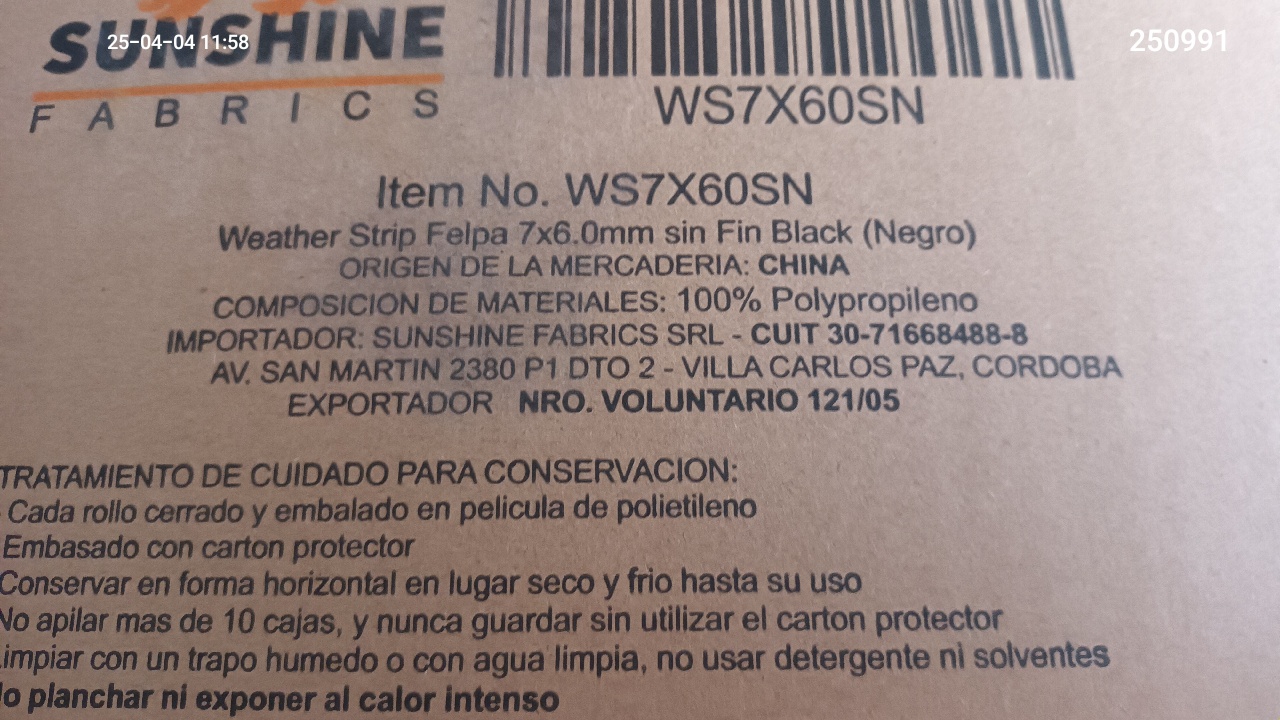 SUNSHINE
25-04-04 11:58
250991
FABRICS
WS7X60SN
Item No. WS7X60SN
Weather Strip Felpa 7x6.0mm sin Fin Black (Negro)
ORIGEN DE LA MERCADERIA: CHINA
COMPOSICION DE MATERIALES: 100% Polypropileno
IMPORTADOR: SUNSHINE FABRICS SRL - CUIT 30-71668488-8
AV. SAN MARTIN 2380 P1 DTO 2 - VILLA CARLOS PAZ, CORDOBA
EXPORTADOR NRO. VOLUNTARIO 121/05
TRATAMIENTO DE CUIDADO PARA CONSERVACION:
Cada rollo cerrado y embalado en pelicula de polietileno
Embasado con carton protector
Conservar en forma horizontal en lugar seco y frio hasta su uso
No apilar mas de 10 cajas, y nunca guardar sin utilizar el carton protector
Limpiar con un trapo humedo o con agua limpia, no usar detergente ni solventes
No planchar ni exponer al calor intenso